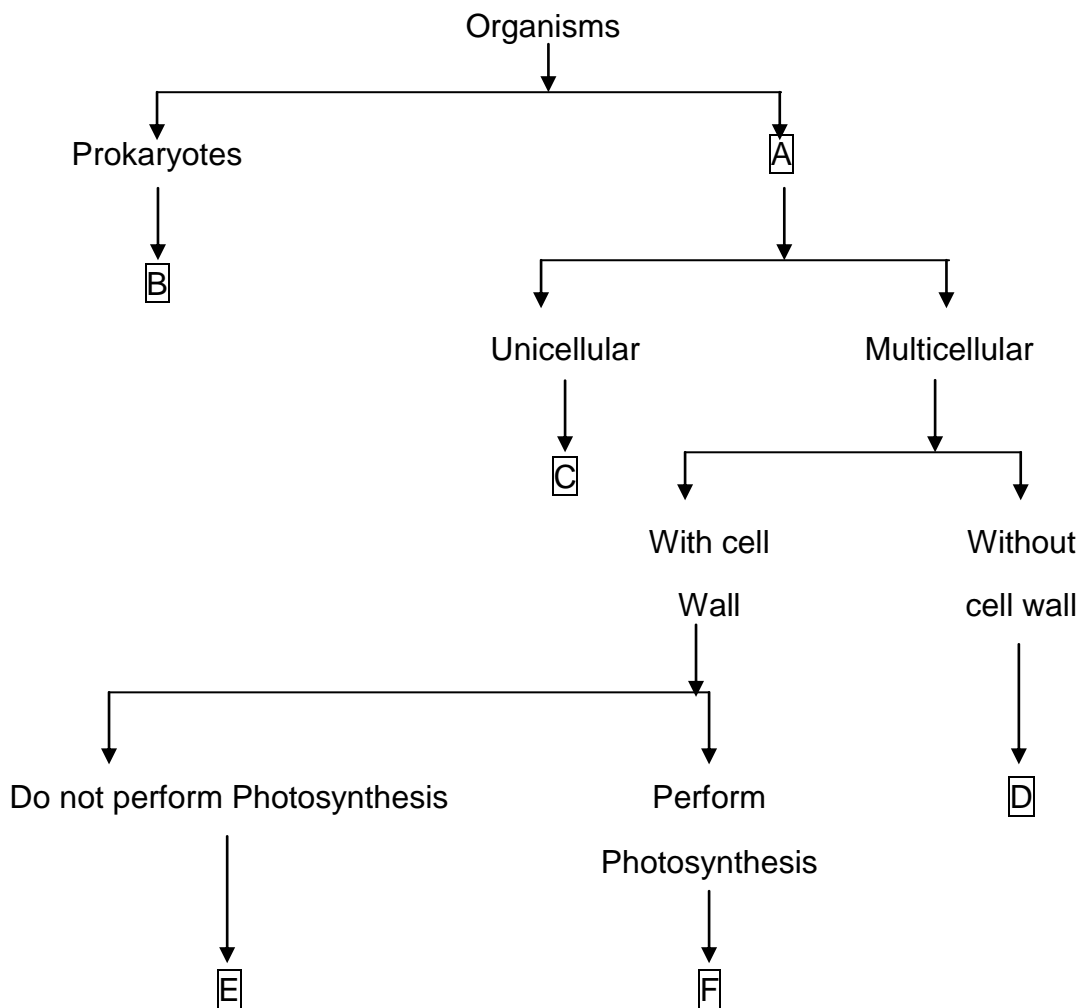 Organisms
Prokaryotes
A
B
Unicellular
Multicellular
C
With cell
Wall
Without
cell wall
Do not perform Photosynthesis
Perform
Photosynthesis
D
E
F